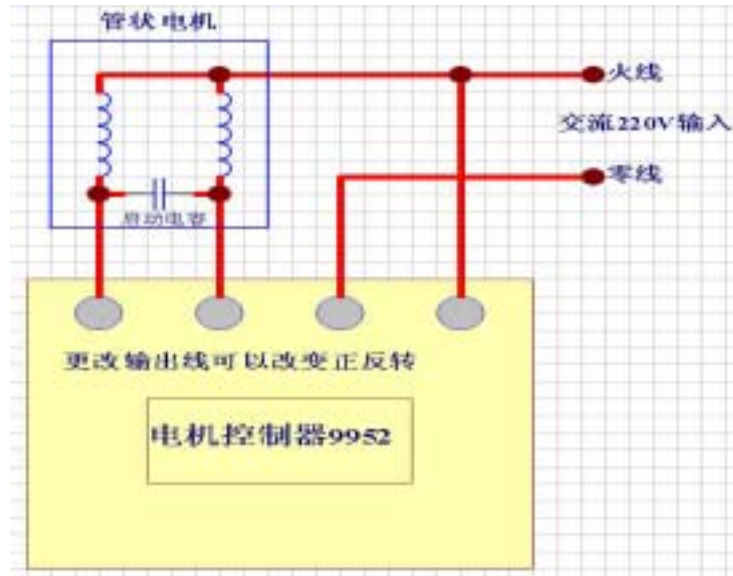 管状电机
火线
交流220V输入
零线
启动电容
更改输出线可以改变正反转
电机控制器9952